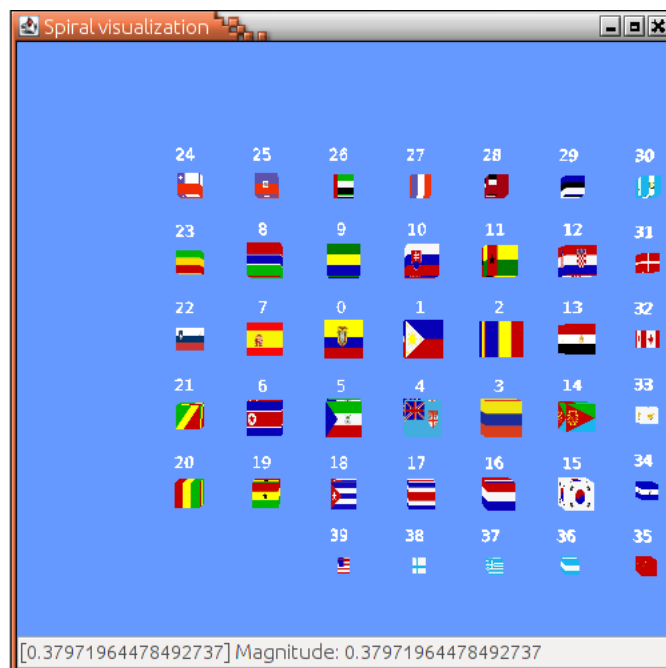 Spiral visualization
24 25 26 27 28 29 30
23 8 9 10 11 12 31
22 7 0 1 2 13 32
21 6 5 4 3 14 33
20 19 18 17 16 15 34
39 38 37 36 35
[0.37971964478492737] Magnitude: 0.37971964478492737